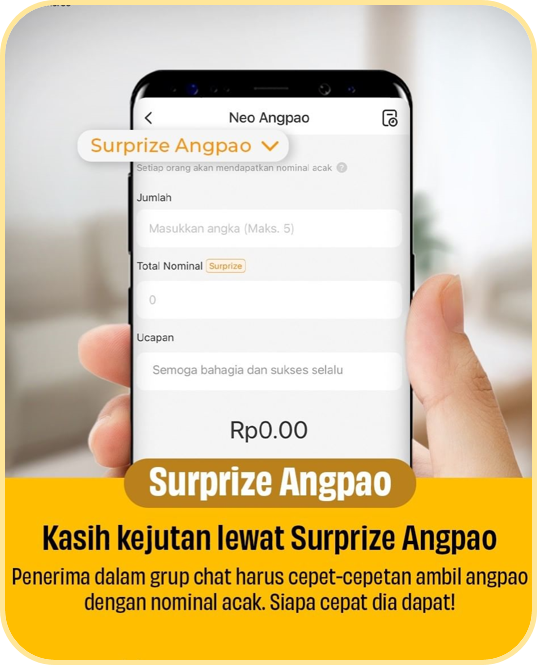 Neo Angpao
Surprize Angpao
Setiap orang akan mendapatkan nominal acak ?
Jumlah
Masukkan angka (Maks. 5)
Total Nominal Surprize
0
Ucapan
Semoga bahagia dan sukses selalu
Rp0.00
Surprize Angpao
Kasih kejutan lewat Surprize Angpao
Penerima dalam grup chat harus cepet-cepetan ambil angpao
dengan nominal acak. Siapa cepat dia dapat!